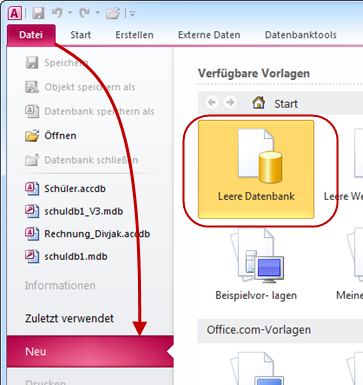 A
Datei Start Erstellen Externe Daten Datenbanktools
Speichern
Objekt speichern als
Datenbank speichern als
Öffnen
Datenbank schließen
Schüler.accdb
schuldb1_V3.mdb
Rechnung_Divjak.accdb
schuldb1.mdb
Informationen
Zuletzt verwendet
Neu
Drucken
Verfügbare Vorlagen
Start
Leere Datenbank
Leere We
Beispielvor- lagen
Meine
Office.com-Vorlagen